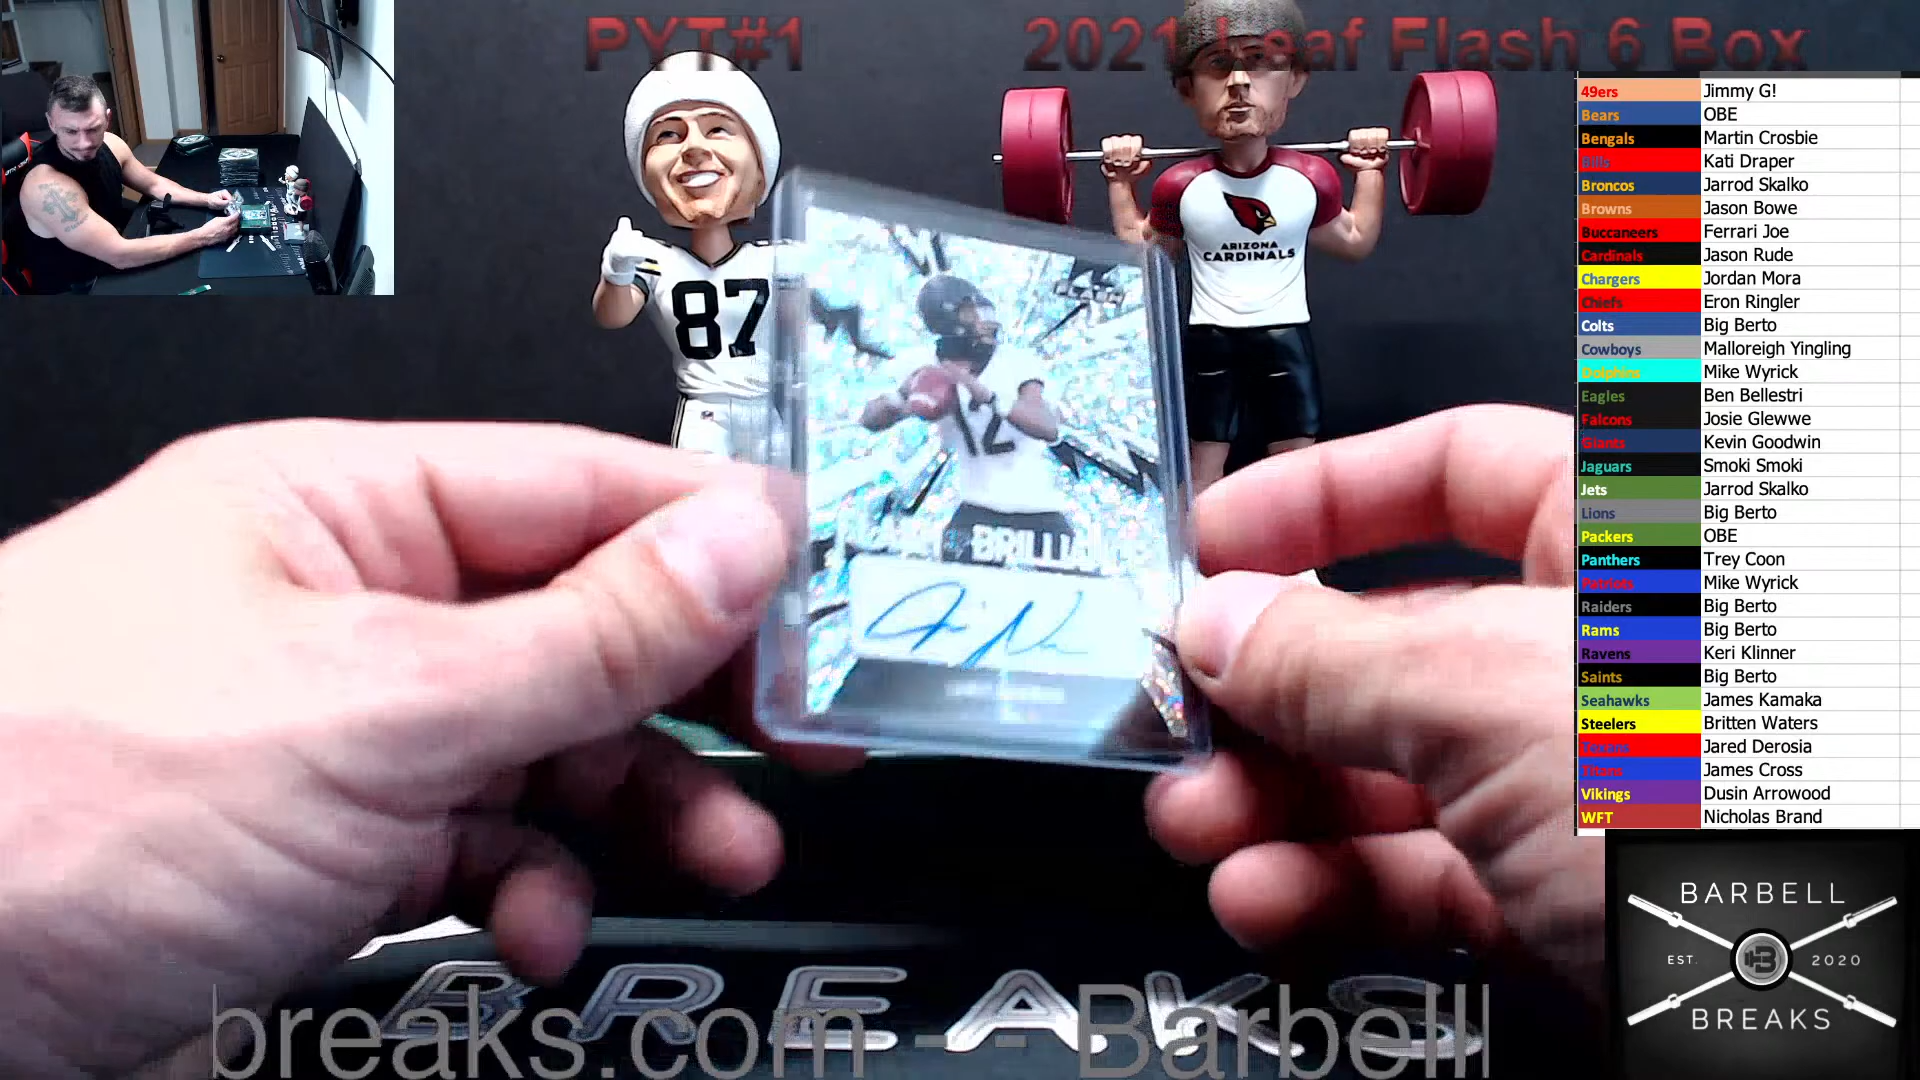 PYT#1
2021 Leaf Flash 6 Box
49ers Jimmy G!
Bears OBE
Bengals Martin Crosbie
Bills Kati Draper
Broncos Jarrod Skalko
Browns Jason Bowe
Buccaneers Ferrari Joe
Cardinals Jason Rude
Chargers Jordan Mora
Chiefs Eron Ringler
Colts Big Berto
Cowboys Malloreigh Yingling
Dolphins Mike Wyrick
Eagles Ben Bellestri
Falcons Josie Glewwe
Giants Kevin Goodwin
Jaguars Smoki Smoki
Jets Jarrod Skalko
Lions Big Berto
Packers OBE
Panthers Trey Coon
Patriots Mike Wyrick
Raiders Big Berto
Rams Big Berto
Ravens Keri Klinner
Saints Big Berto
Seahawks James Kamaka
Steelers Britten Waters
Texans Jared Derosia
Titans James Cross
Vikings Dusin Arrowood
WFT Nicholas Brand
ARIZONA
CARDINALS
87
FLASH
12
BARBELL
EST. B 2020
BREAKS
BREAKS
breaks.com --- Barbell